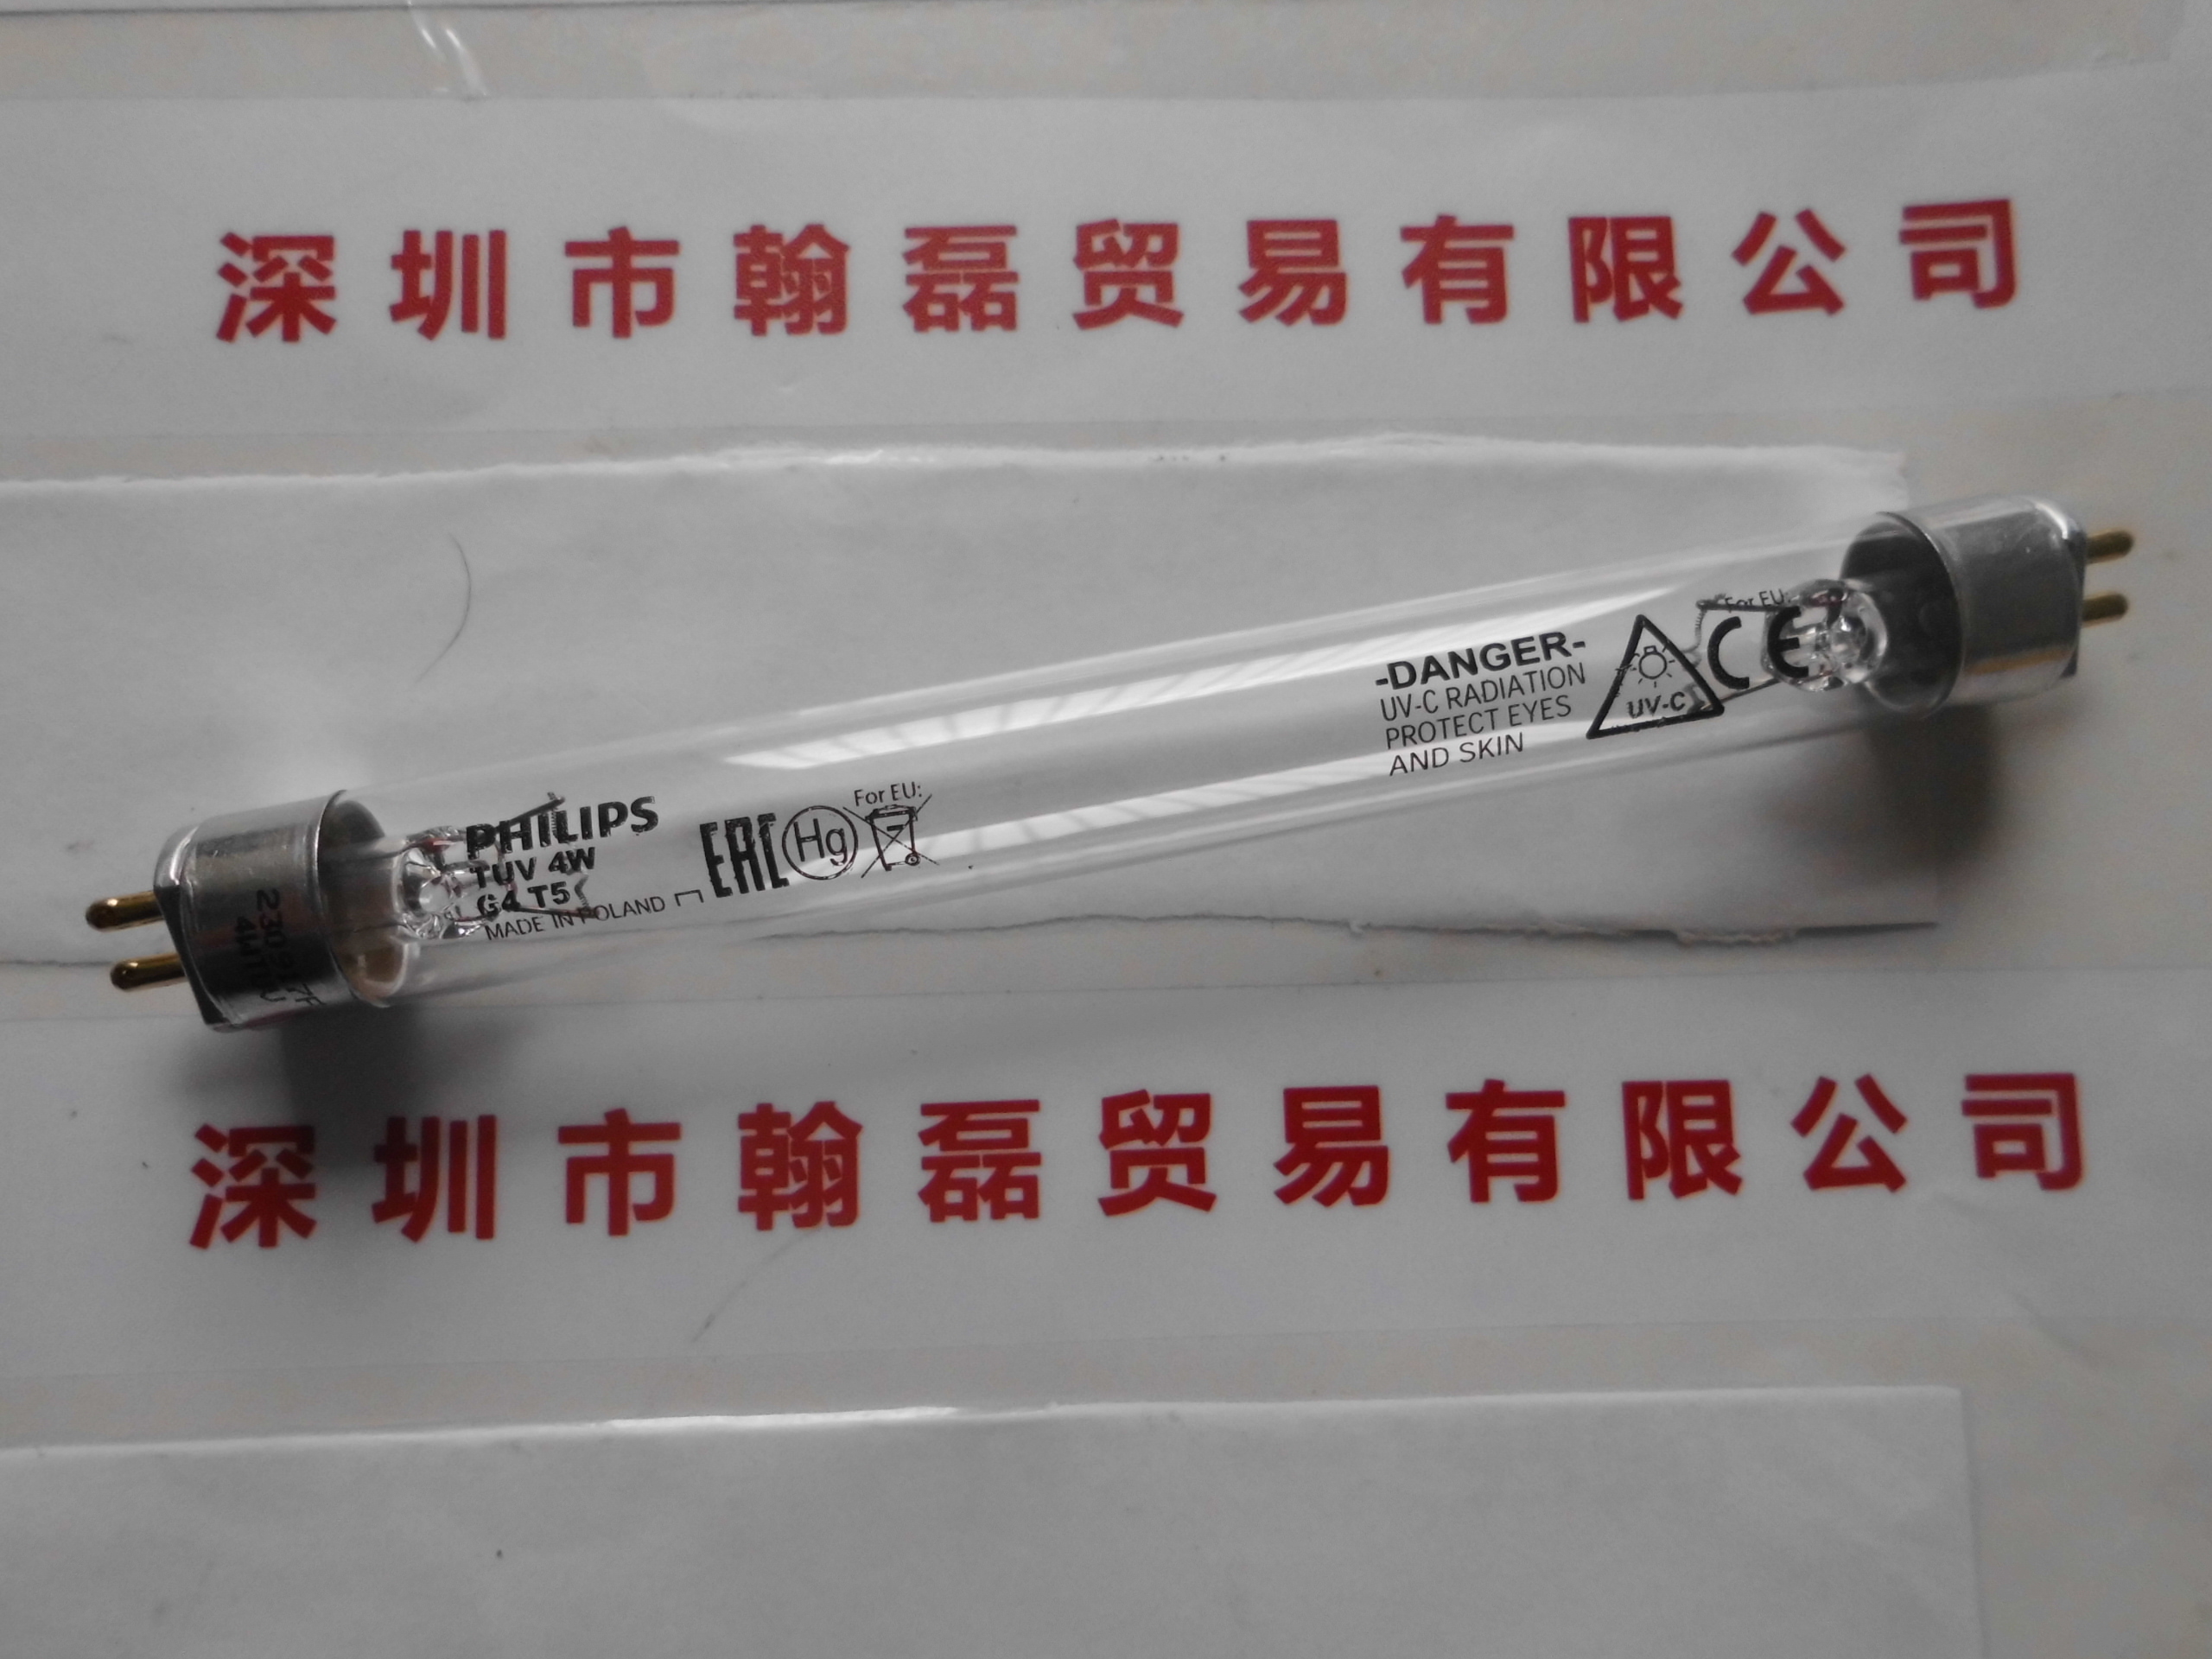 深圳市翰磊贸易有限公司
For EU:
-DANGER-
UV-C RADIATION
PROTECT EYES
AND SKIN
UV-C
CE
PHILIPS
TUV 4W
G4 T5
MADE IN POLAND
EAC
Hg
For EU:
深圳市翰磊贸易有限公司